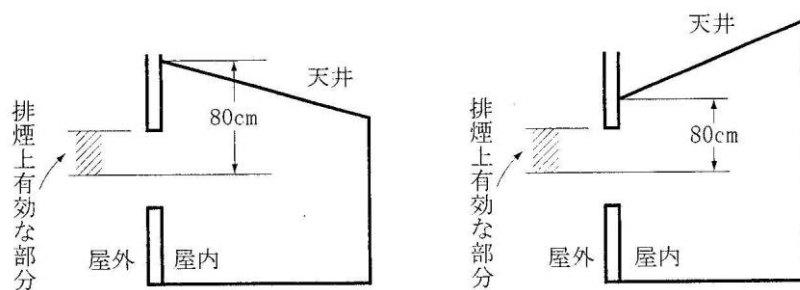 天井
80cm
排煙上有効な部分
屋外
屋内
天井
80cm
排煙上有効な部分
屋外
屋内